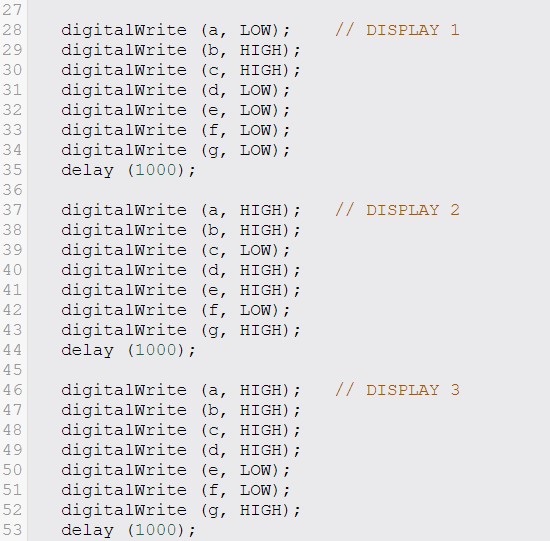 27
28 digitalWrite (a, LOW); // DISPLAY 1
29 digitalWrite (b, HIGH);
30 digitalWrite (c, HIGH);
31 digitalWrite (d, LOW);
32 digitalWrite (e, LOW);
33 digitalWrite (f, LOW);
34 digitalWrite (g, LOW);
35 delay (1000);
36
37 digitalWrite (a, HIGH); // DISPLAY 2
38 digitalWrite (b, HIGH);
39 digitalWrite (c, LOW);
40 digitalWrite (d, HIGH);
41 digitalWrite (e, HIGH);
42 digitalWrite (f, LOW);
43 digitalWrite (g, HIGH);
44 delay (1000);
45
46 digitalWrite (a, HIGH); // DISPLAY 3
47 digitalWrite (b, HIGH);
48 digitalWrite (c, HIGH);
49 digitalWrite (d, HIGH);
50 digitalWrite (e, LOW);
51 digitalWrite (f, LOW);
52 digitalWrite (g, HIGH);
53 delay (1000);